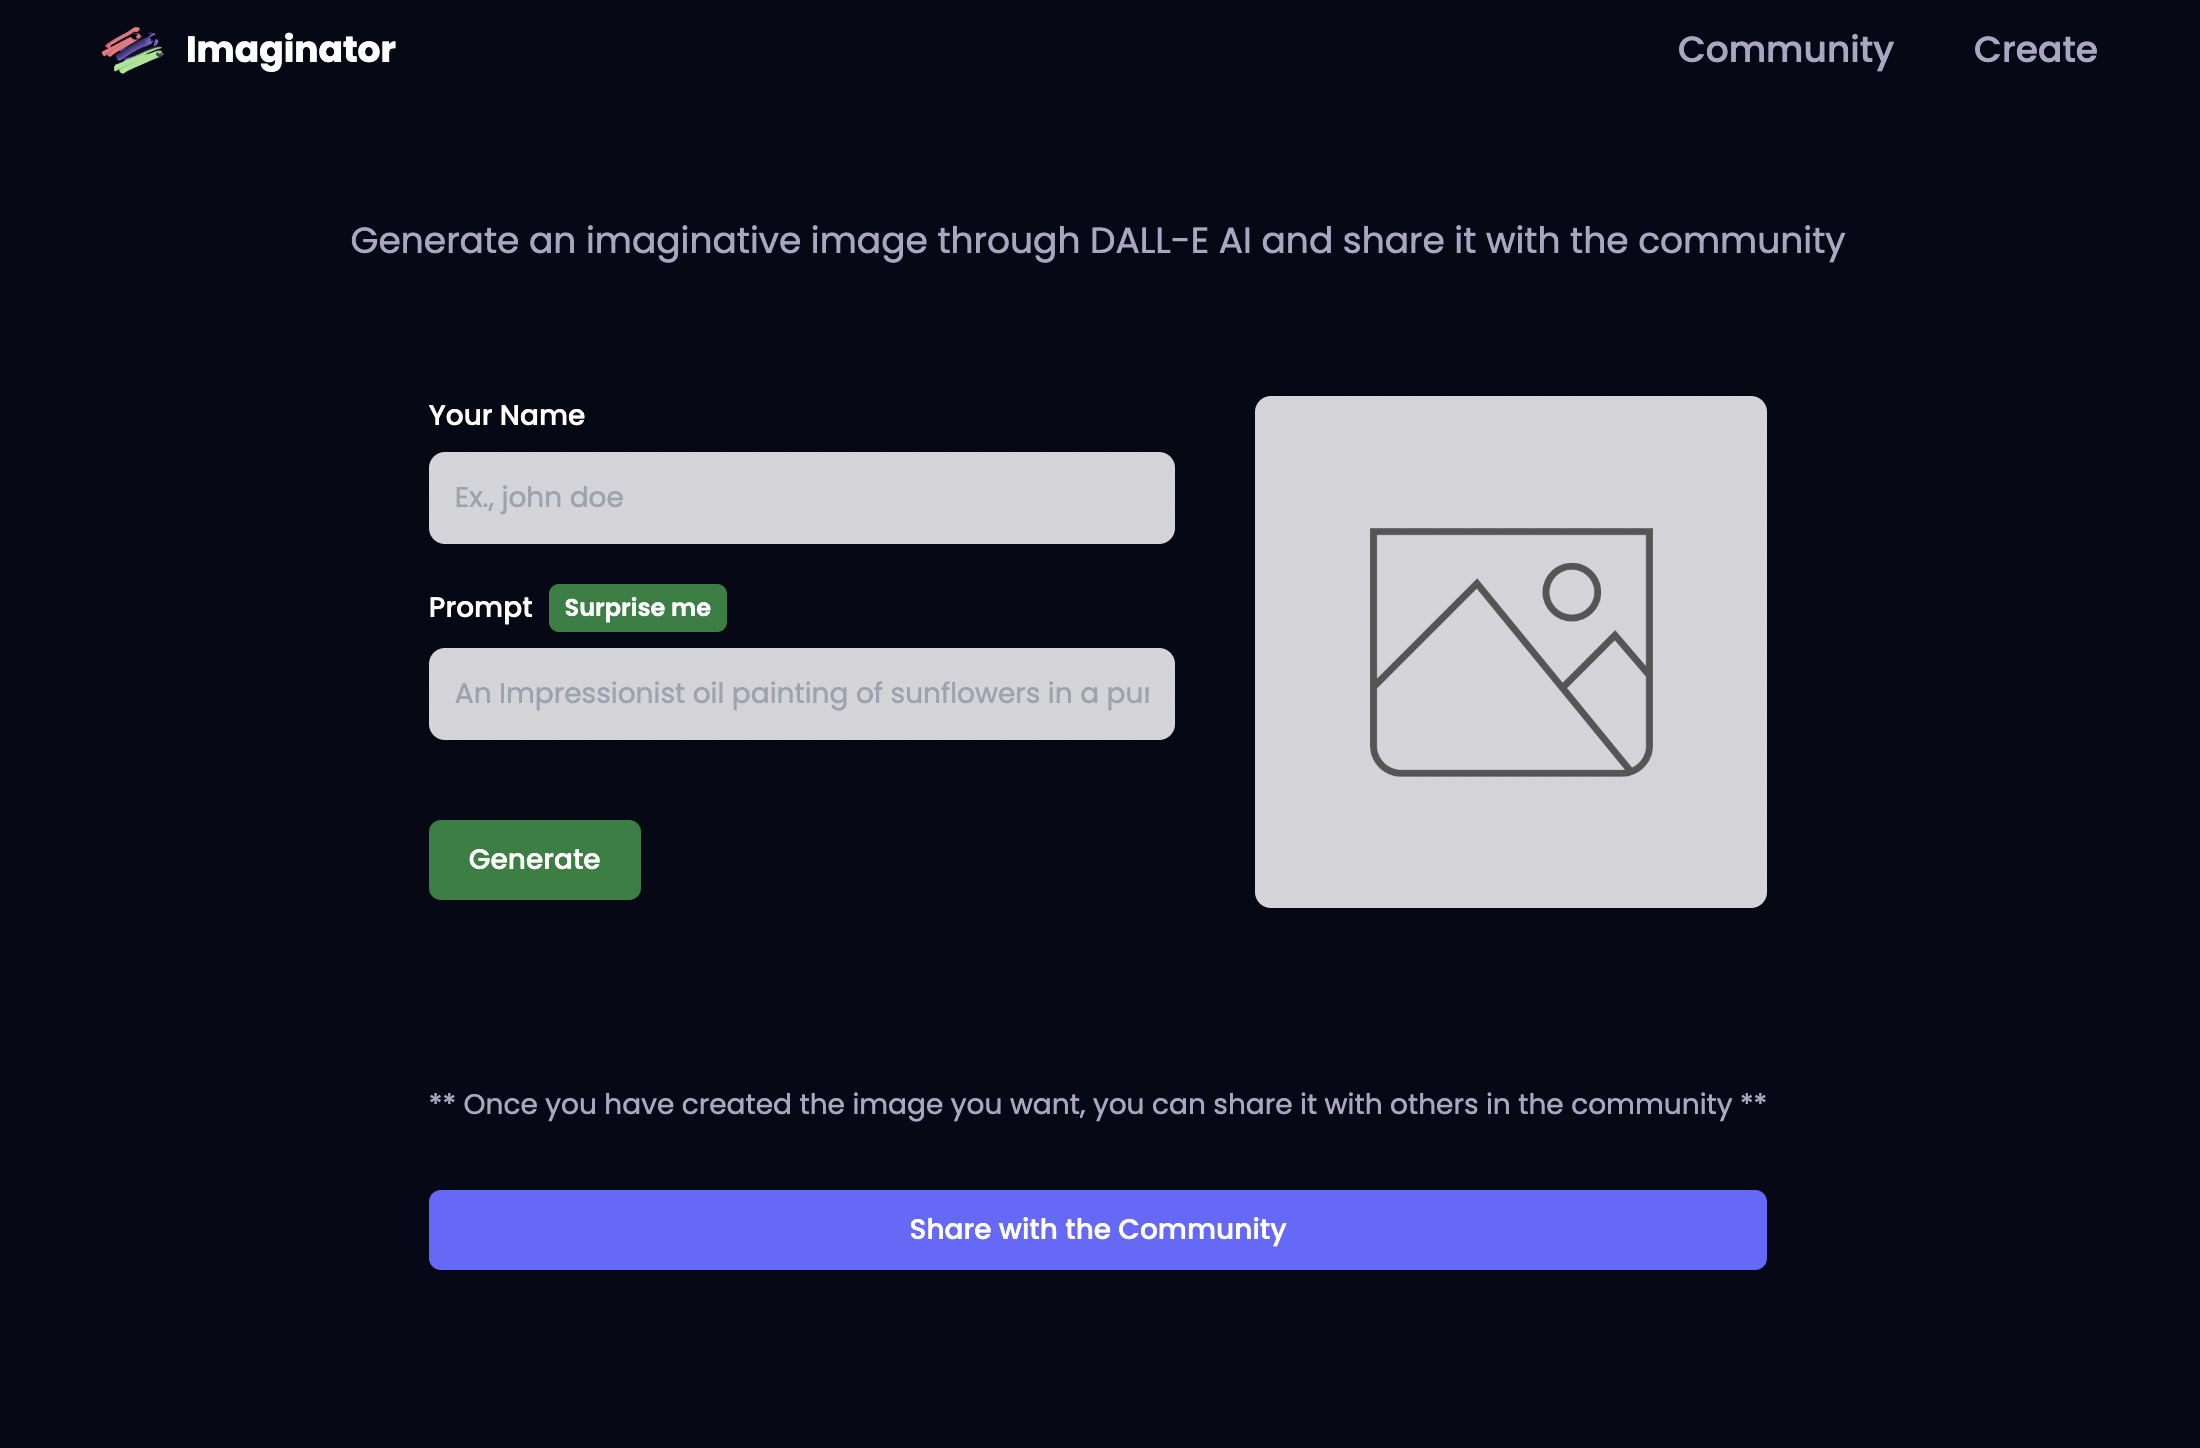 Imaginator
Community
Create
Generate an imaginative image through DALL-E AI and share it with the community
Your Name
Ex., john doe
Prompt
Surprise me
An Impressionist oil painting of sunflowers in a
Generate
** Once you have created the image you want, you can share it with others in the community **
Share with the Community